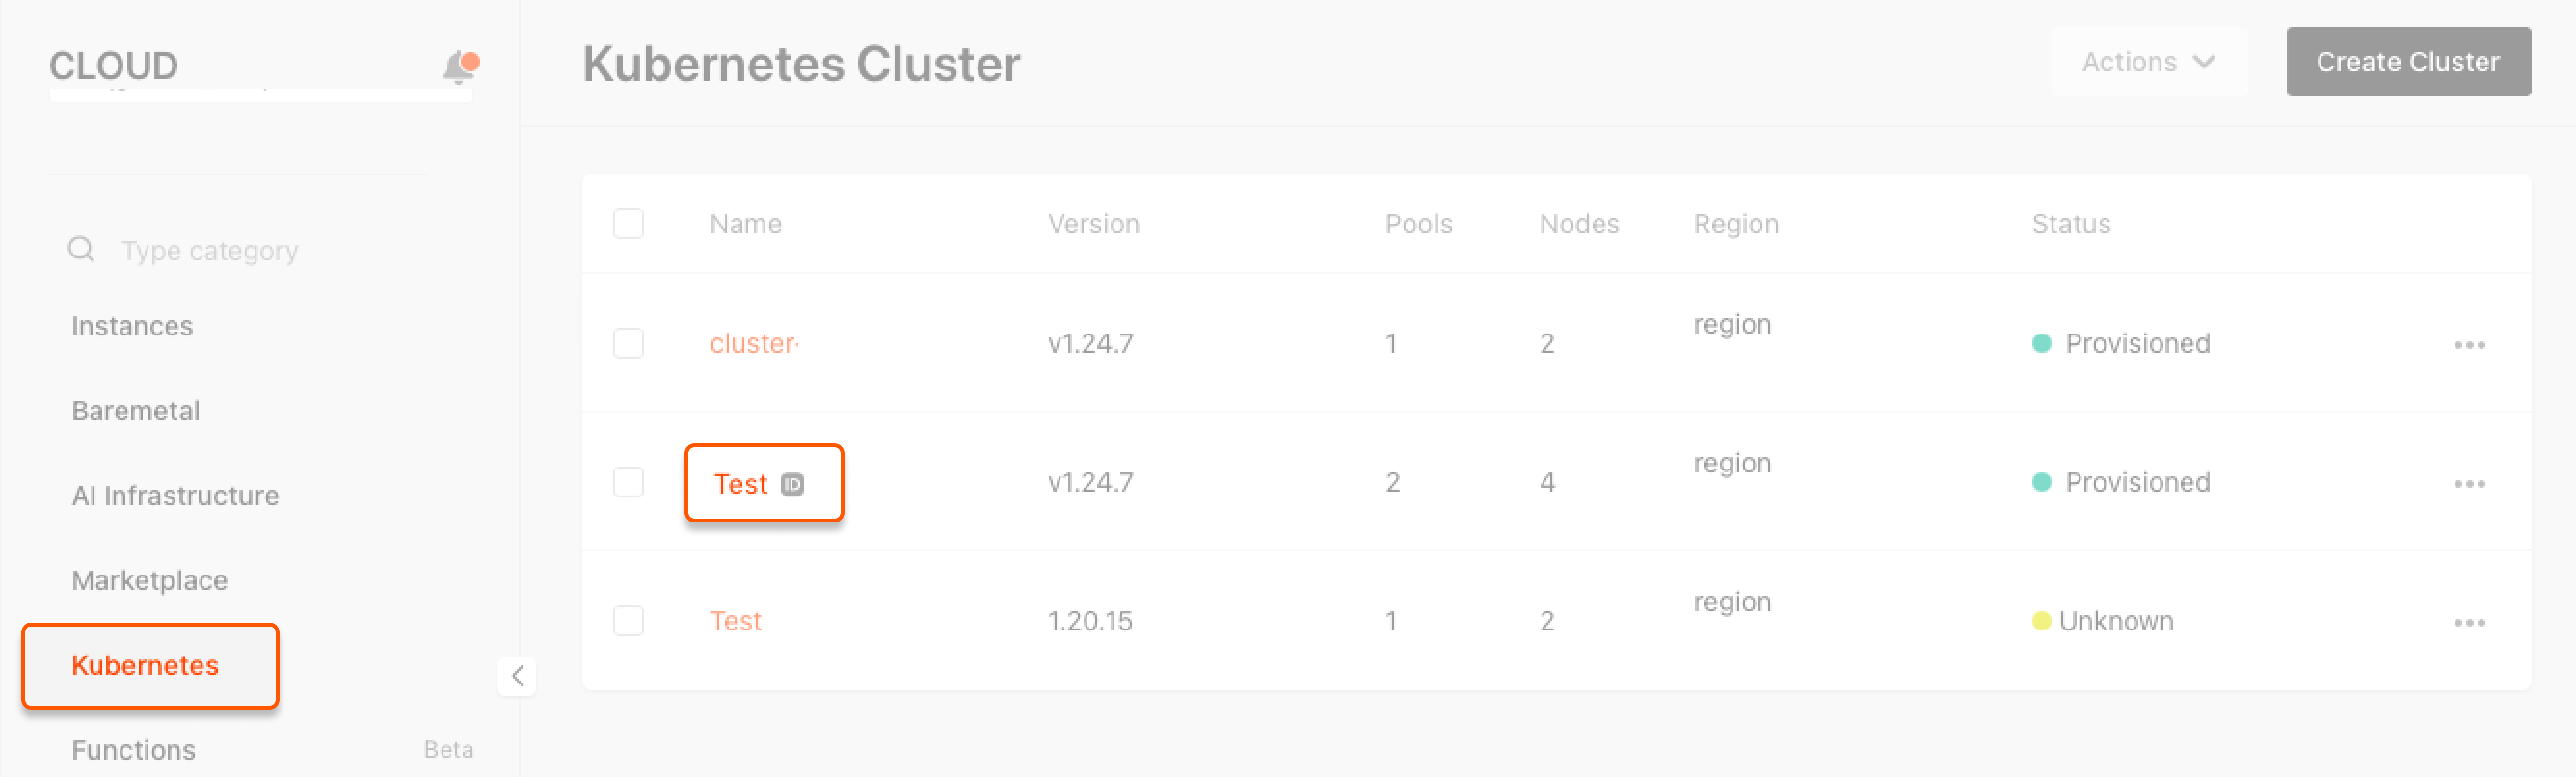 CLOUD
Type category
Instances
Baremetal
AI Infrastructure
Marketplace
Kubernetes
Functions Beta
Kubernetes Cluster
Actions
Create Cluster
Name Version Pools Nodes Region Status
cluster v1.24.7 1 2 region Provisioned
Test ID v1.24.7 2 4 region Provisioned
Test 1.20.15 1 2 region Unknown